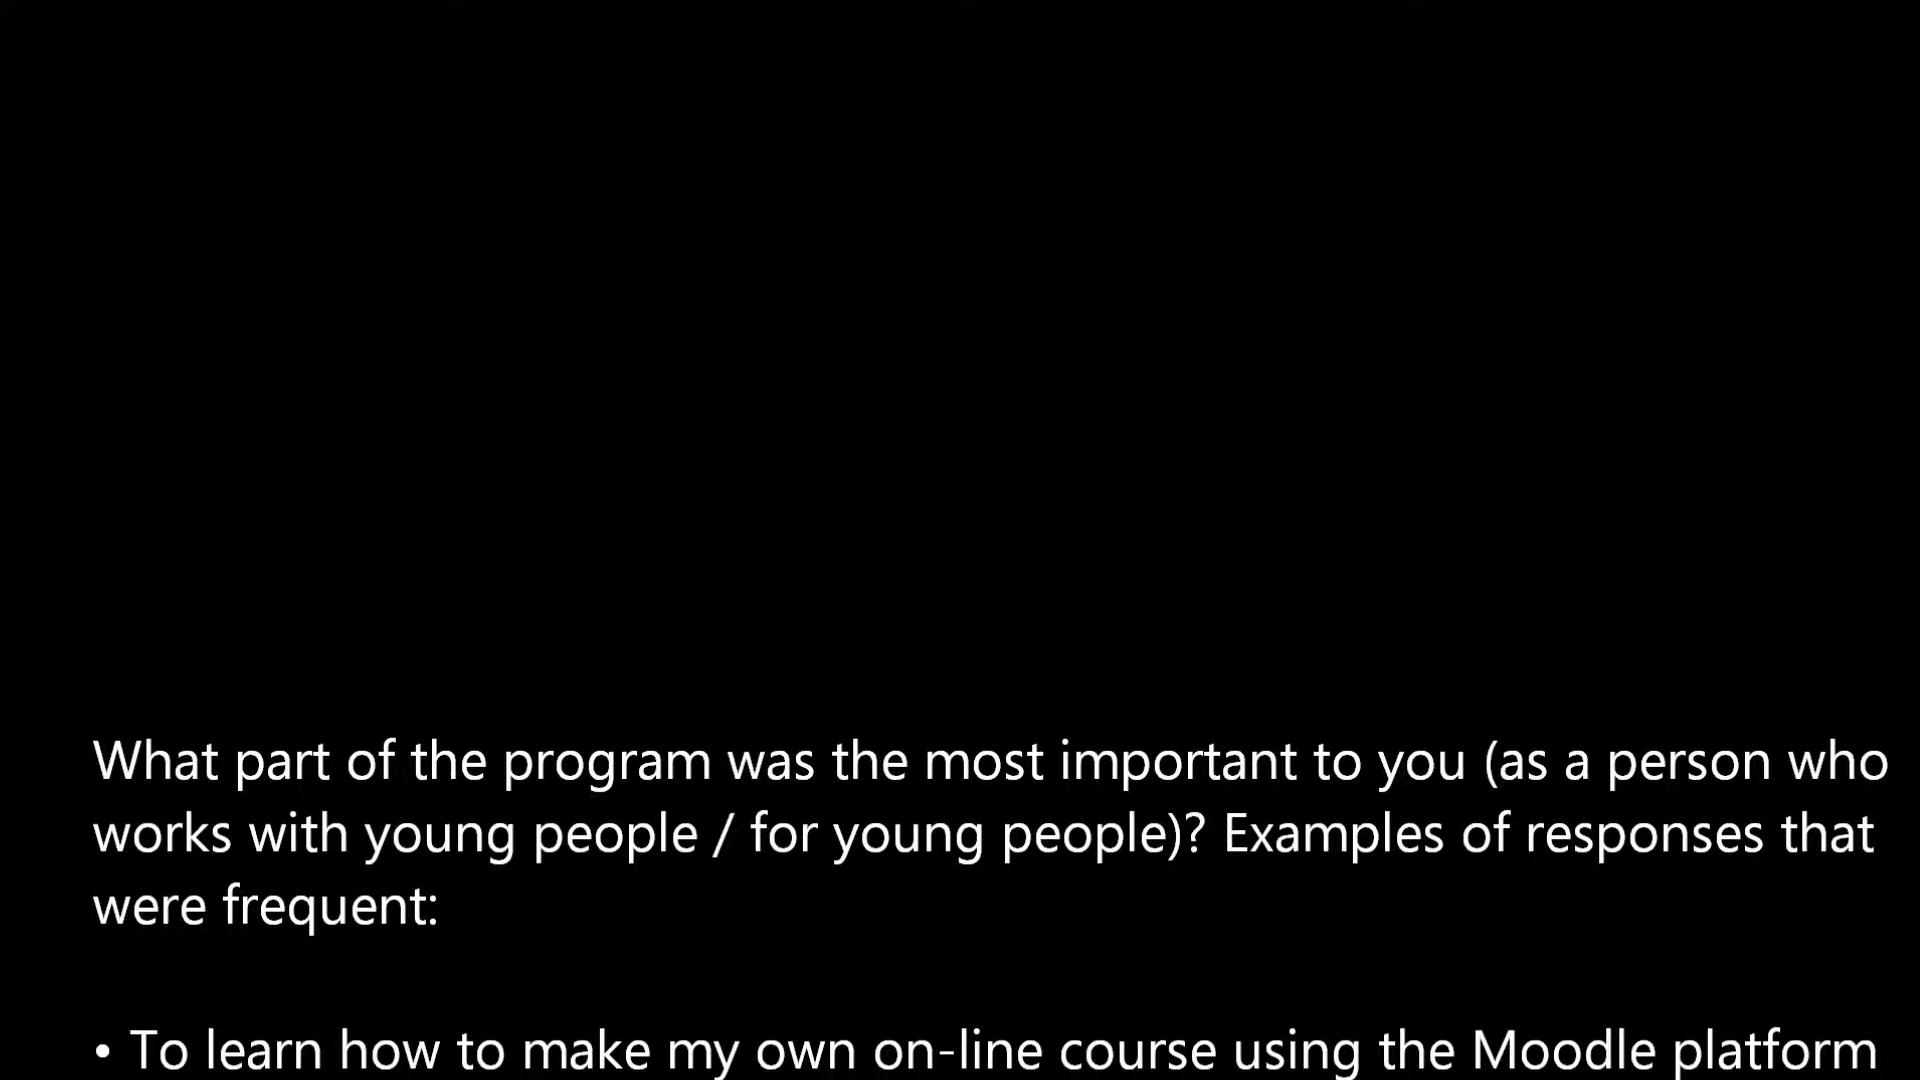 What part of the program was the most important to you (as a person who
works with young people / for young people)? Examples of responses that
were frequent:
• To learn how to make my own on-line course using the Moodle platform